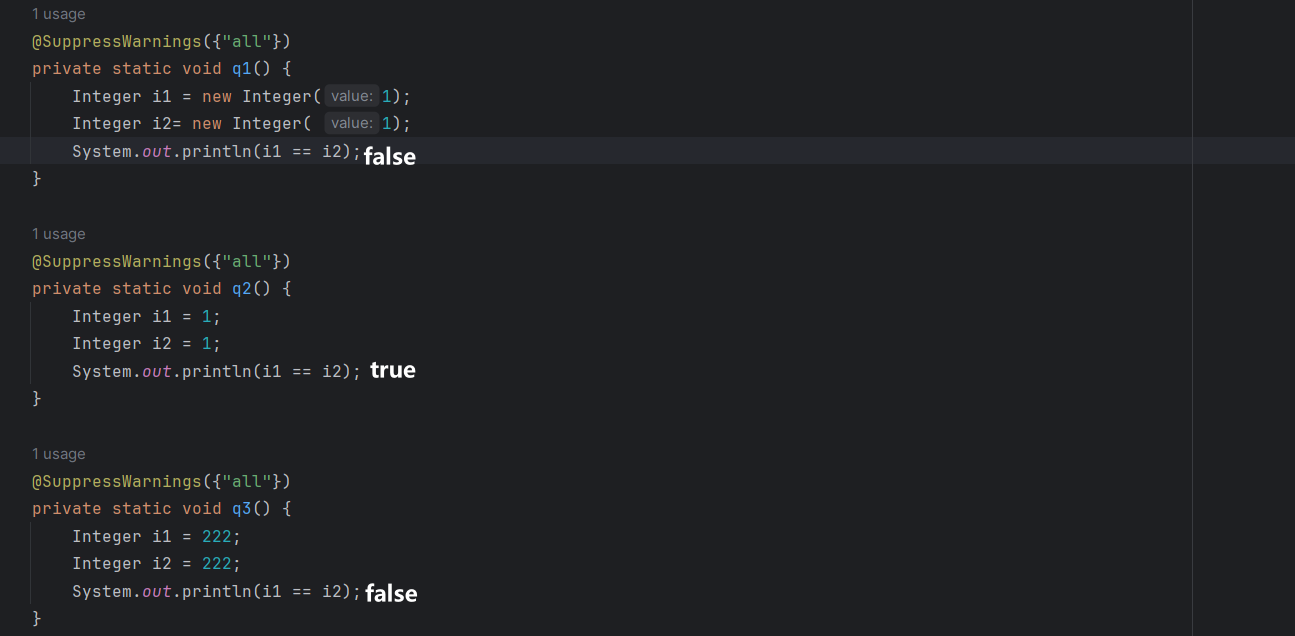 1 usage
@SuppressWarnings({"all"})
private static void q1() {
    Integer i1 = new Integer( value: 1);
    Integer i2= new Integer( value: 1);
    System.out.println(i1 == i2); false
}
1 usage
@SuppressWarnings({"all"})
private static void q2() {
    Integer i1 = 1;
    Integer i2 = 1;
    System.out.println(i1 == i2); true
}
1 usage
@SuppressWarnings({"all"})
private static void q3() {
    Integer i1 = 222;
    Integer i2 = 222;
    System.out.println(i1 == i2); false
}